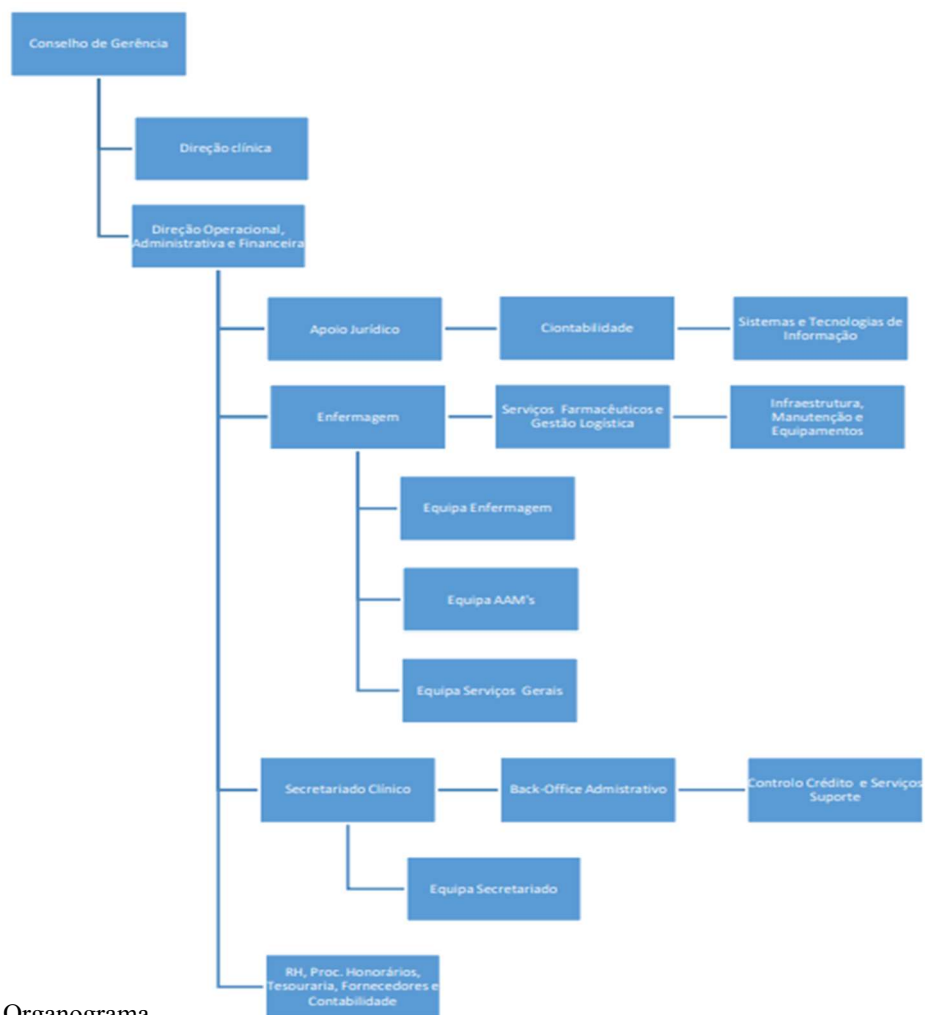 Conselho de Gerência
Direção clínica
Direção Operacional,
Administrativa e Financeira
Apoio Jurídico
Ciontabilidade
Sistemas e Tecnologias de
Informação
Enfermagem
Serviços Farmacêuticos e
Gestão Logística
Infraestrutura,
Manutenção e
Equipamentos
Equipa Enfermagem
Equipa AAM's
Equipa Serviços Gerais
Secretariado Clínico
Back-Office Admistrativo
Controlo Crédito e Serviços
Suporte
Equipa Secretariado
RH, Proc. Honorários,
Tesouraria, Fornecedores e
Contabilidade
Organograma